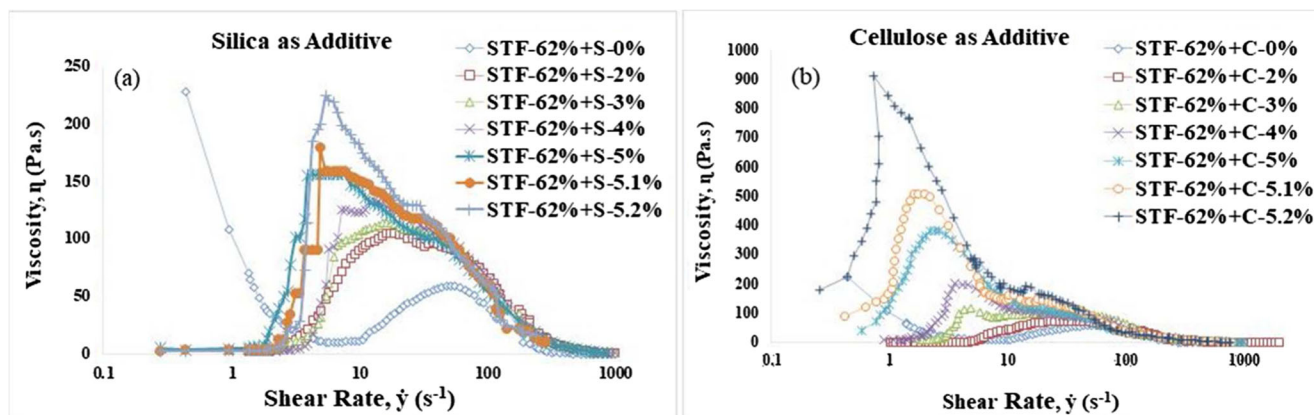 Silica as Additive
(a)
250
200
150
100
50
0
0.1
1
10
100
1000
Viscosity, η (Pa.s)
Shear Rate, ẏ (s⁻¹)
STF-62%+S-0%
STF-62%+S-2%
STF-62%+S-3%
STF-62%+S-4%
STF-62%+S-5%
STF-62%+S-5.1%
STF-62%+S-5.2%
Cellulose as Additive
(b)
1000
900
800
700
600
500
400
300
200
100
0
0.1
1
10
100
1000
Viscosity, η (Pa.s)
Shear Rate, ẏ (s⁻¹)
STF-62%+C-0%
STF-62%+C-2%
STF-62%+C-3%
STF-62%+C-4%
STF-62%+C-5%
STF-62%+C-5.1%
STF-62%+C-5.2%